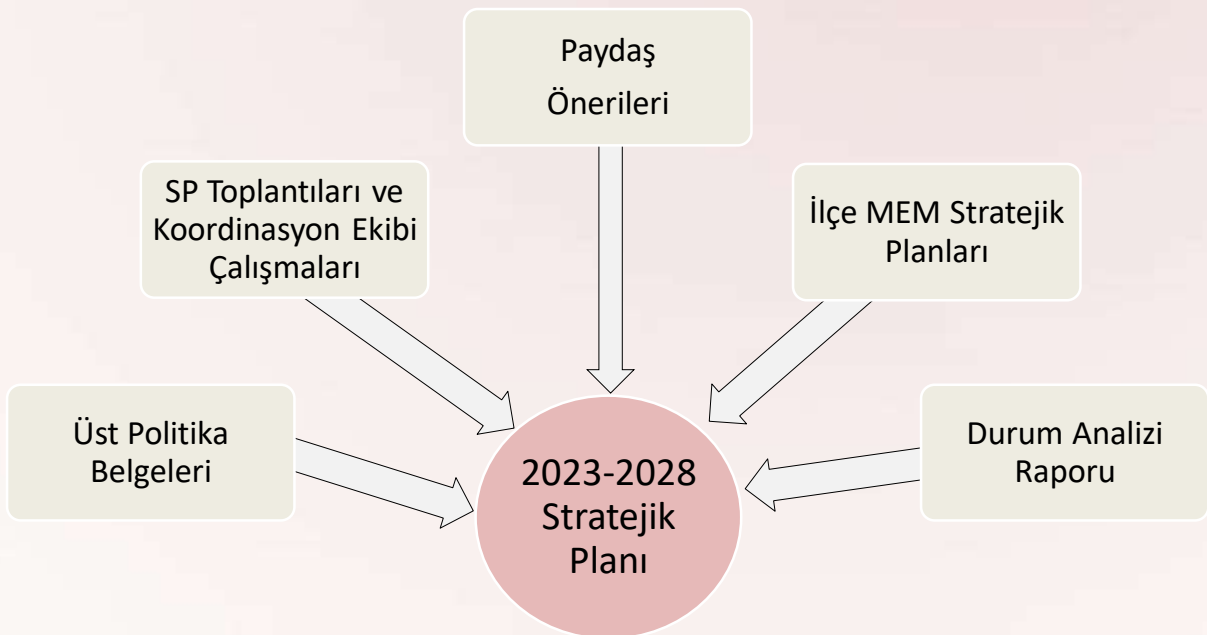 Paydaş
Önerileri
SP Toplantıları ve
Koordinasyon Ekibi
Çalışmaları
İlçe MEM Stratejik
Planları
Üst Politika
Belgeleri
2023-2028
Stratejik
Planı
Durum Analizi
Raporu